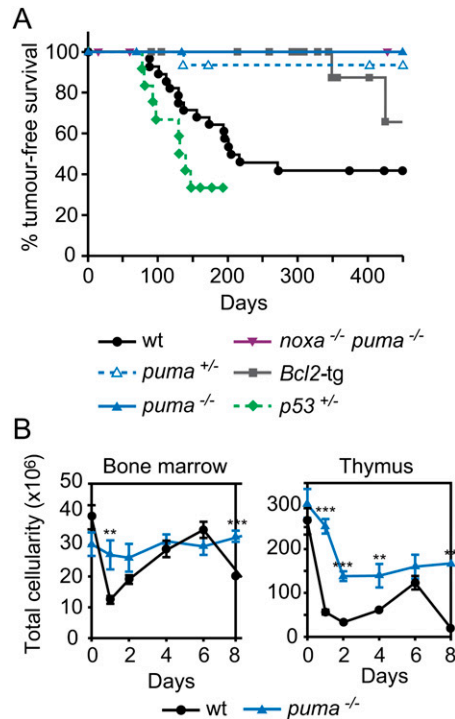 A
% tumour-free survival
100
80
60
40
20
0
0 100 200 300 400
Days
wt
noxa -/- puma -/-
puma +/-
Bcl2-tg
puma -/-
p53 +/-
B
Bone marrow
Thymus
Total cellularity (x10⁶)
50
40
30
20
10
0
** ***
0 2 4 6 8
Days
300
200
100
0
*** *** ** **
0 2 4 6 8
Days
wt puma -/-